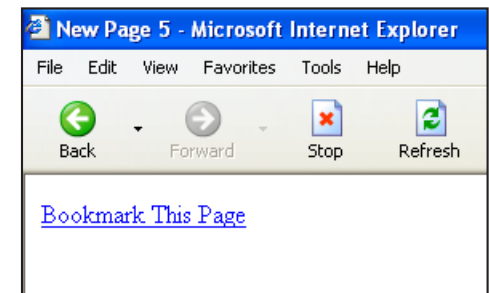 New Page 5 - Microsoft Internet Explorer
File Edit View Favorites Tools Help
Back Forward Stop Refresh
Bookmark This Page